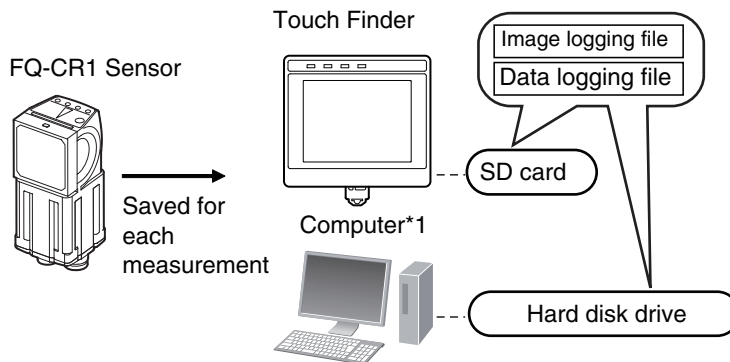 Touch Finder
Image logging file
Data logging file
FQ-CR1 Sensor
SD card
Saved for
each
measurement
Computer*1
Hard disk drive